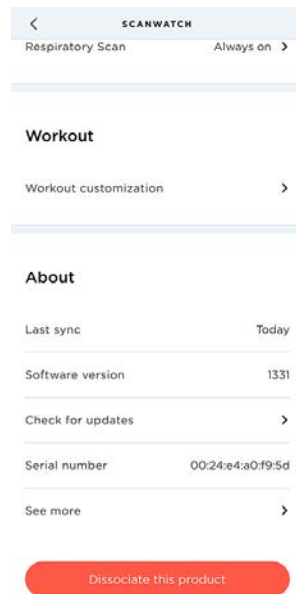 SCANWATCH
Respiratory Scan Always on
Workout
Workout customization
About
Last sync Today
Software version 1331
Check for updates
Serial number 00:24:e4:a0:f9:5d
See more
Dissociate this product